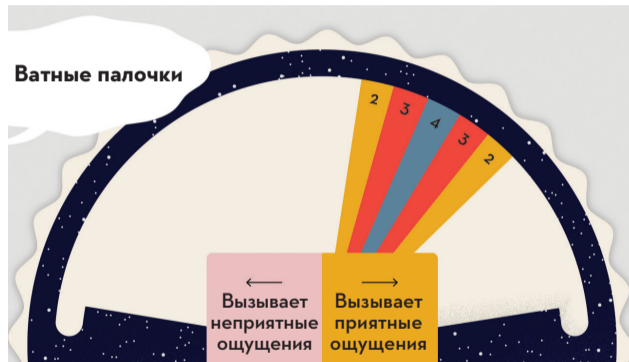 Ватные палочки
2 3 4 3 2
←
Вызывает
неприятные
ощущения
→
Вызывает
приятные
ощущения